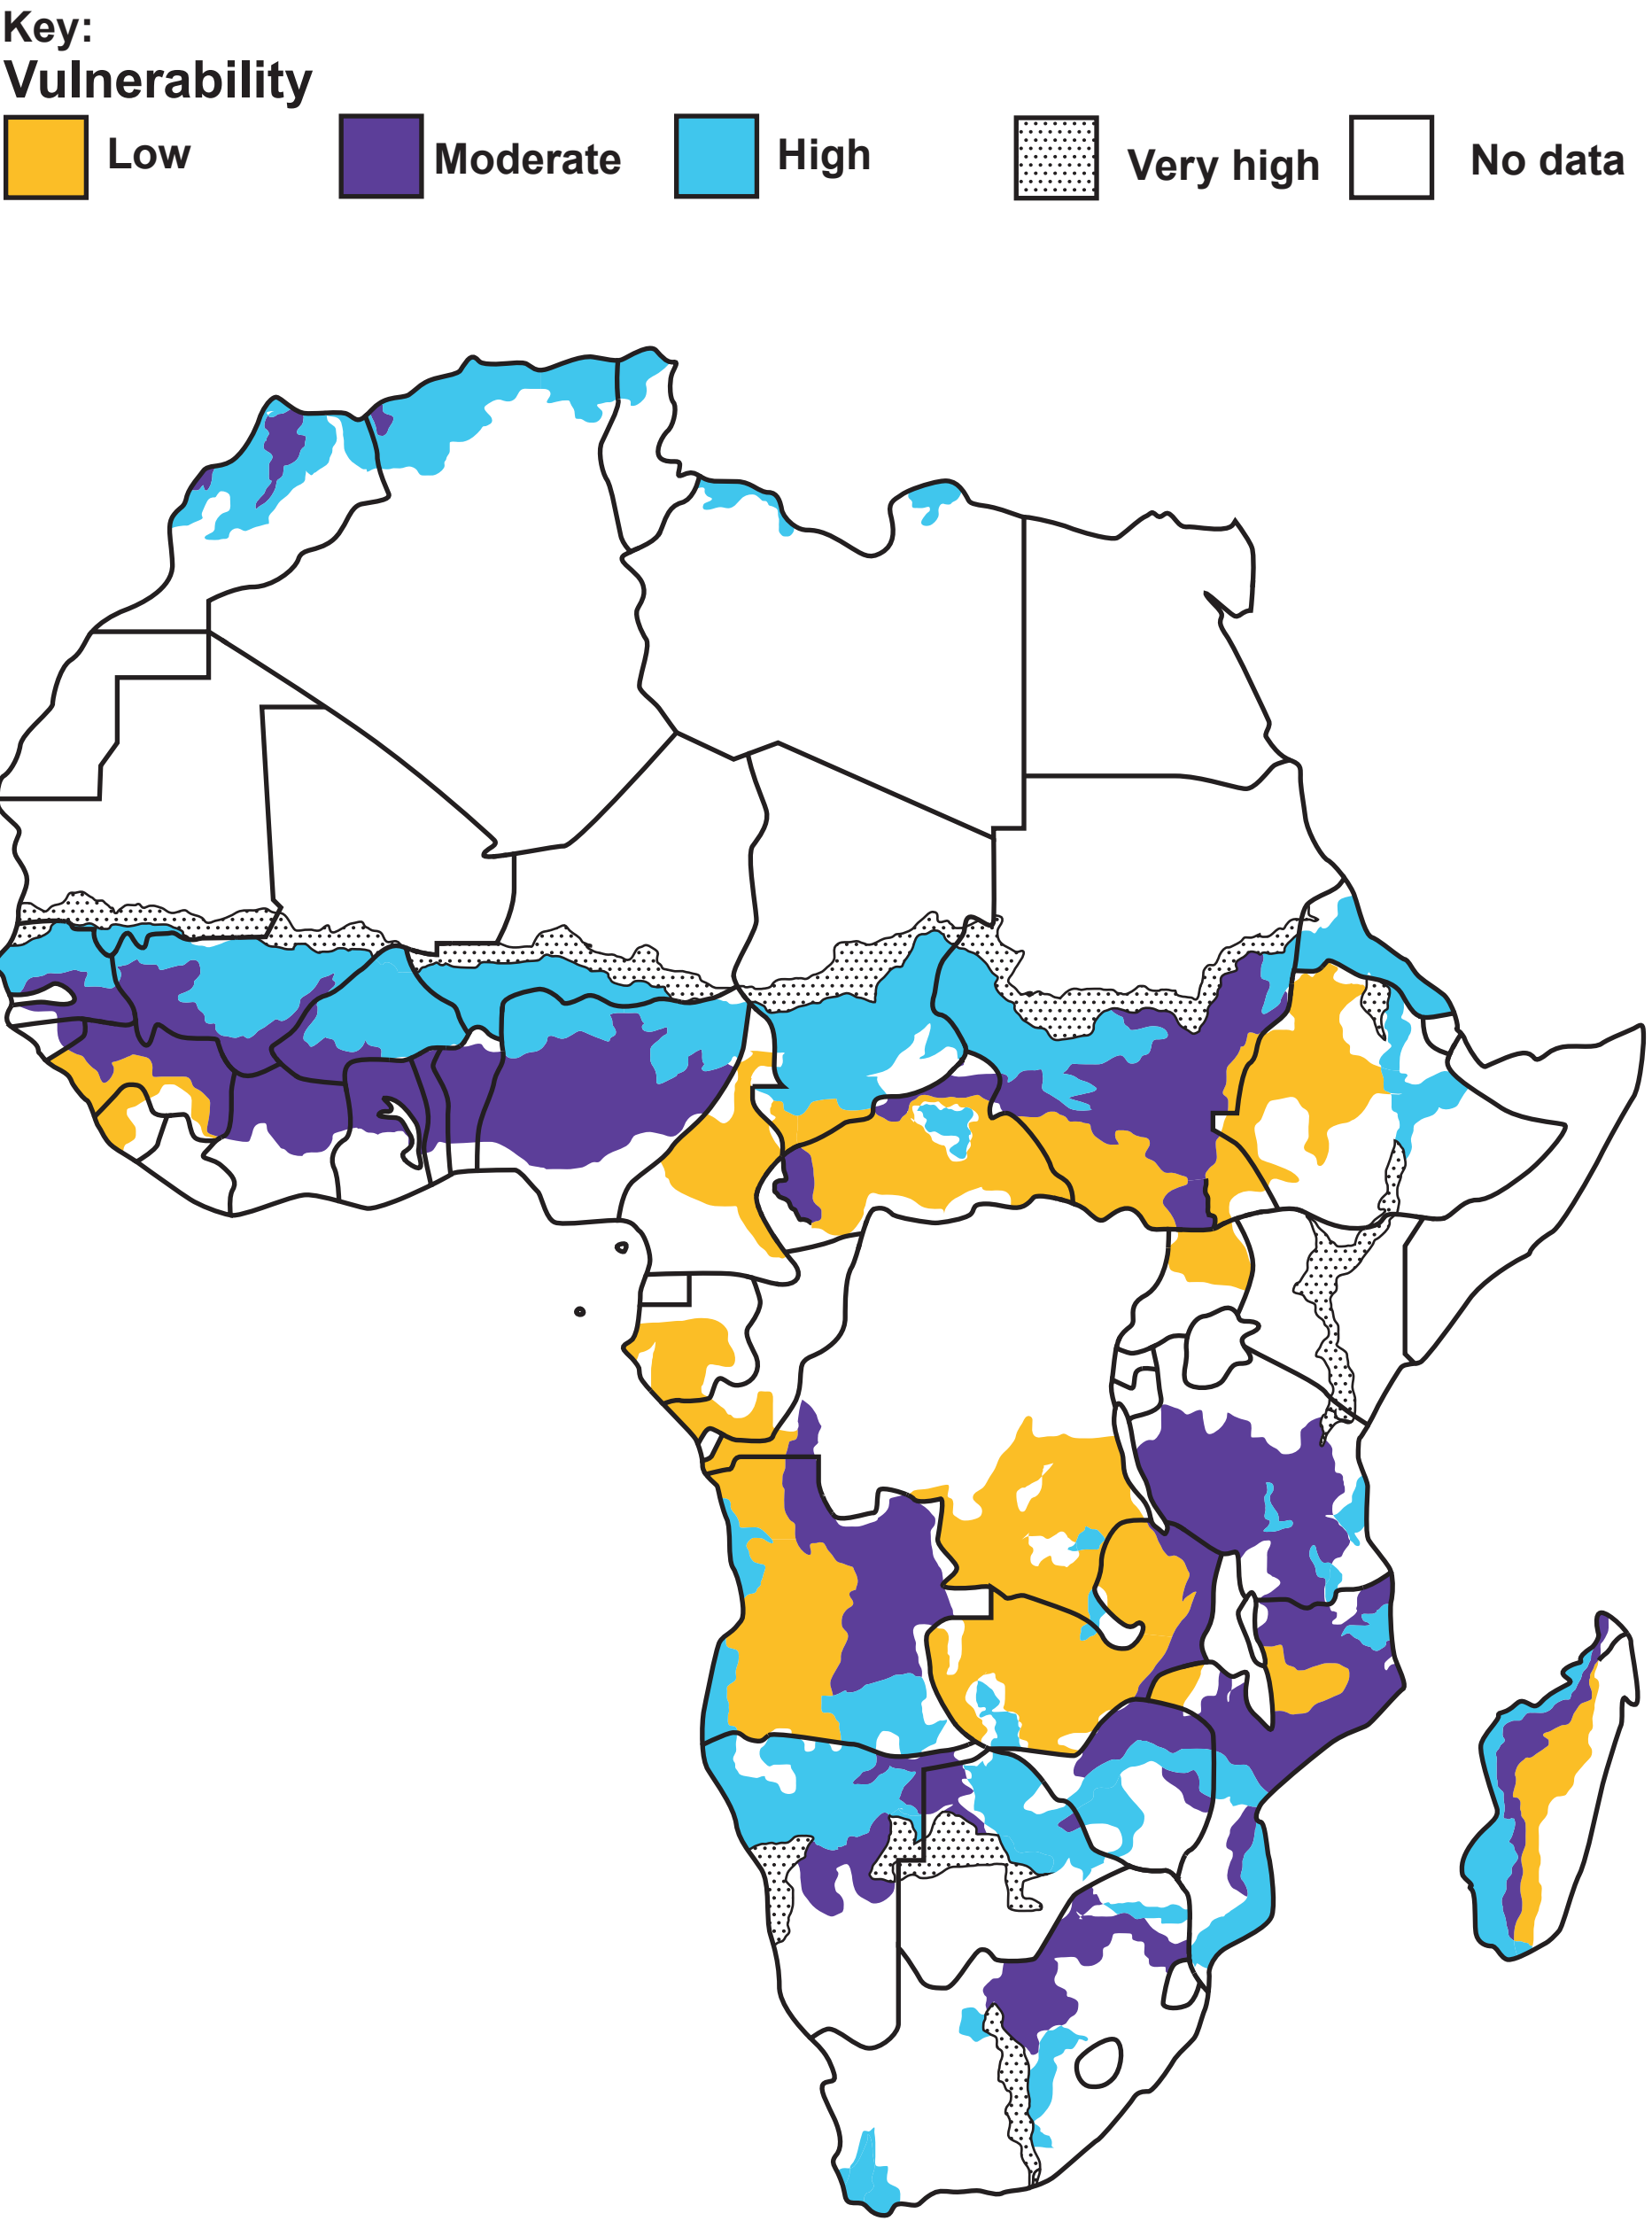 Key:
Vulnerability
Low
Moderate
High
Very high
No data